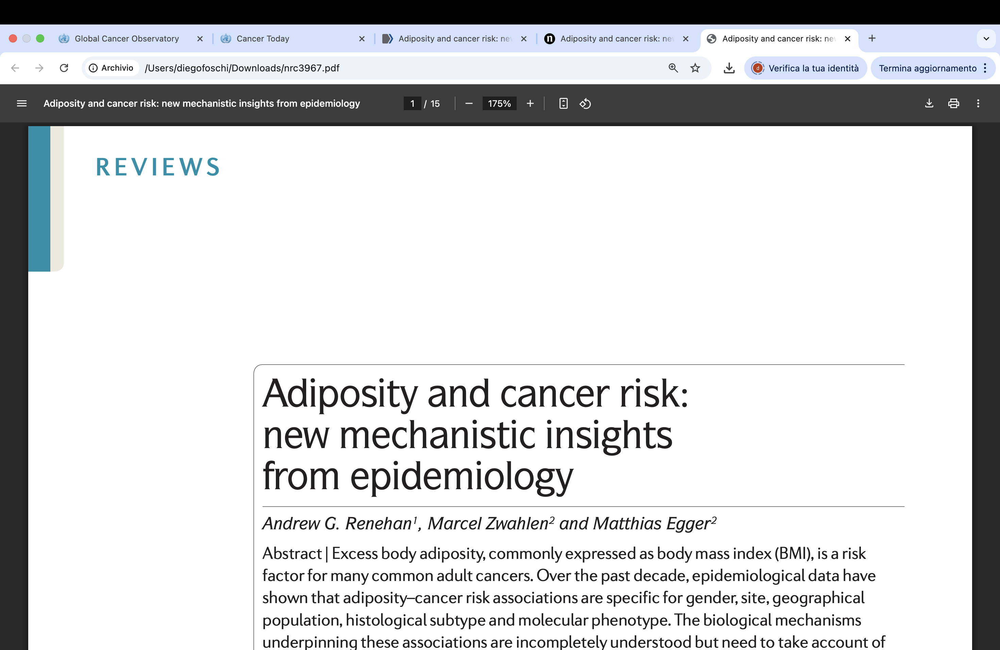 Global Cancer Observatory
Cancer Today
Adiposity and cancer risk:
Adiposity and cancer risk:
Adiposity and cancer risk:
Archivio /Users/diegofoschi/Downloads/nrc3967.pdf
d Verifica la tua identità
Termina aggiornamento
Adiposity and cancer risk: new mechanistic insights from epidemiology
1 / 15
175%
REVIEWS
Adiposity and cancer risk:
new mechanistic insights
from epidemiology
Andrew G. Renehan¹, Marcel Zwahlen² and Matthias Egger²
Abstract | Excess body adiposity, commonly expressed as body mass index (BMI), is a risk
factor for many common adult cancers. Over the past decade, epidemiological data have
shown that adiposity–cancer risk associations are specific for gender, site, geographical
population, histological subtype and molecular phenotype. The biological mechanisms
underpinning these associations are incompletely understood but need to take account of